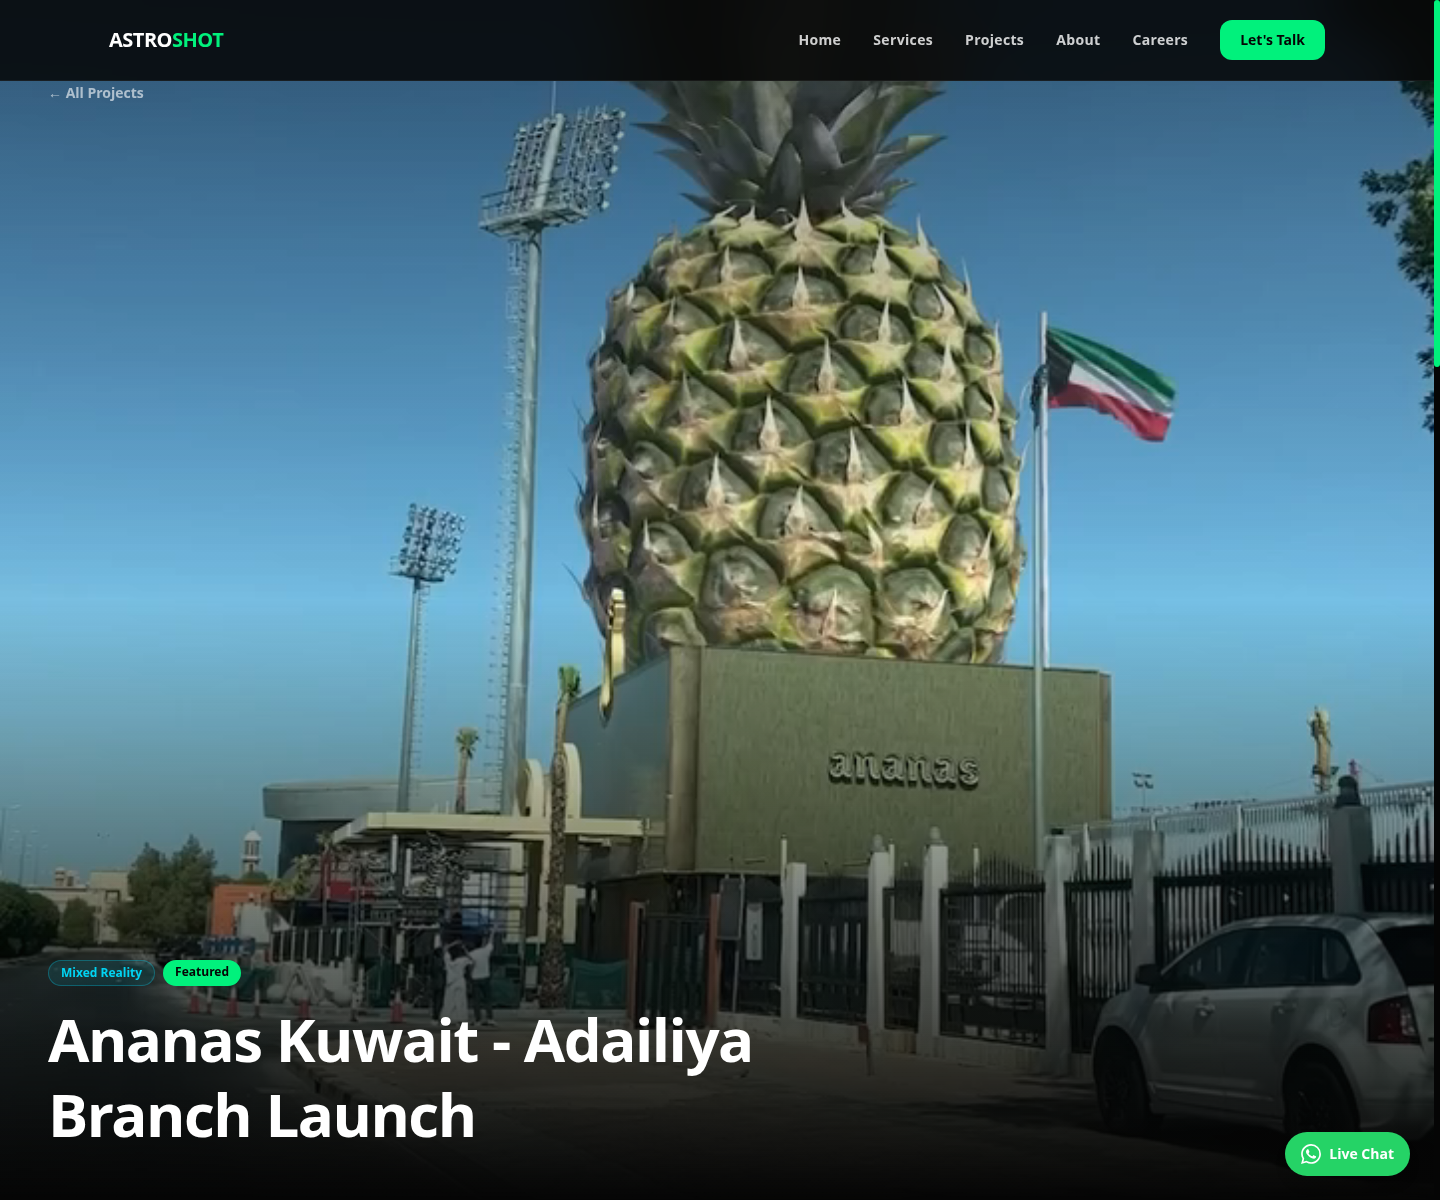 ASTROSHOT
Home
Services
Projects
About
Careers
Let's Talk
← All Projects
ananas
Mixed Reality
Featured
Ananas Kuwait - Adailiya
Branch Launch
Live Chat